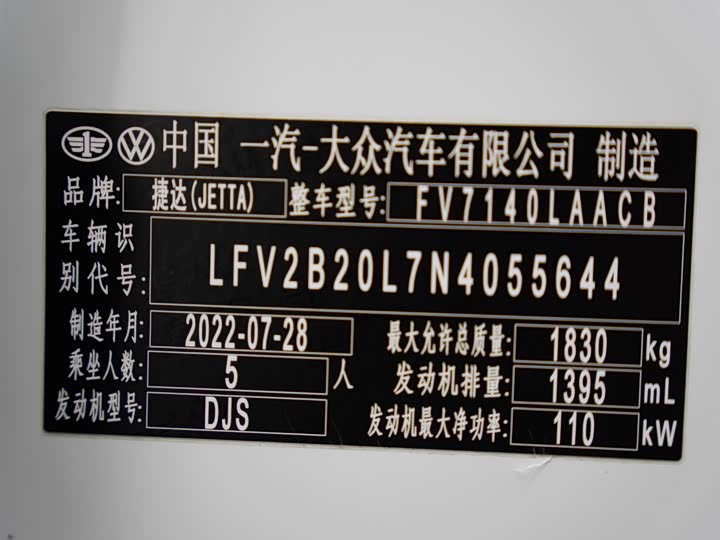 中国 一汽-大众汽车有限公司 制造
品牌: 捷达(JETTA) 整车型号: FV7140LAACB
车辆识别代号: LFV2B20L7N4055644
制造年月: 2022-07-28 最大允许总质量: 1830 kg
乘坐人数: 5 人 发动机排量: 1395 mL
发动机型号: DJS 发动机最大净功率: 110 kW